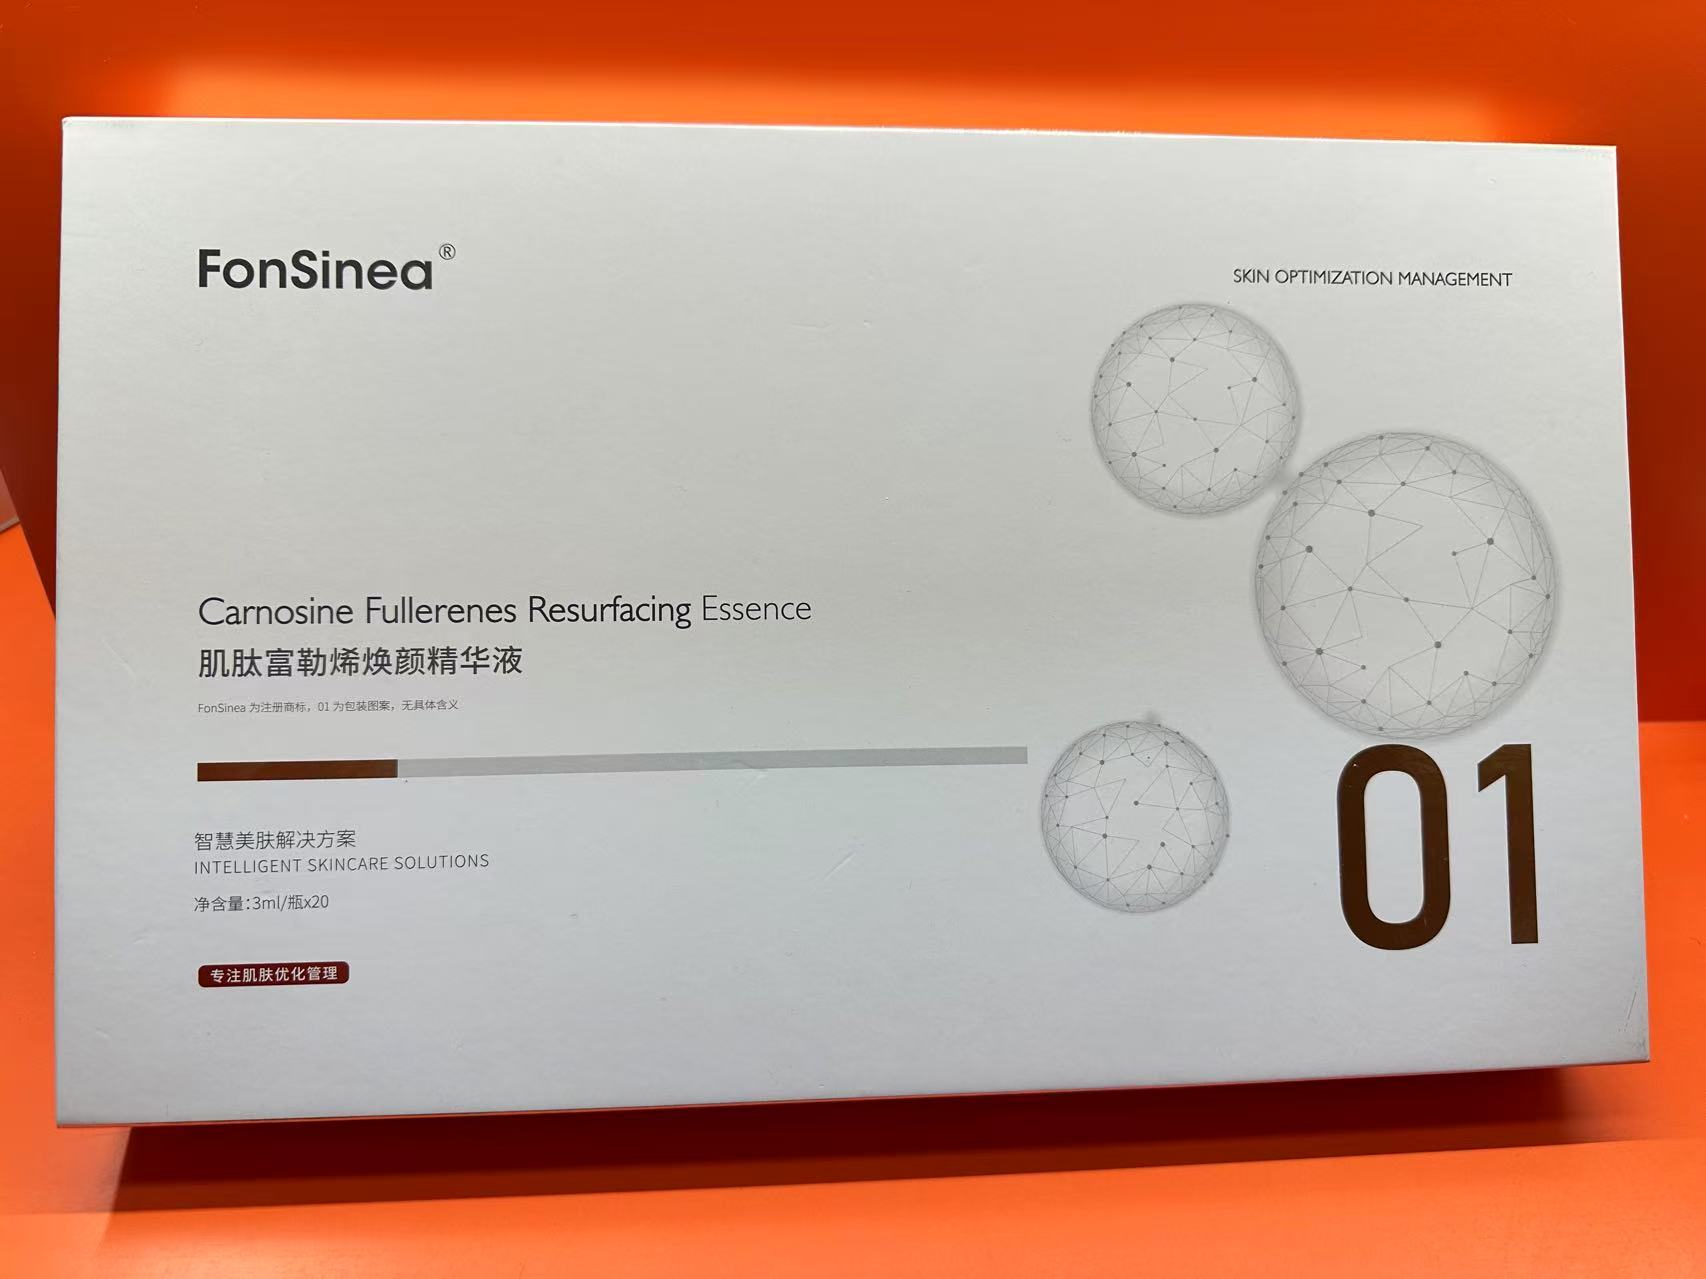 FonSinea®
SKIN OPTIMIZATION MANAGEMENT
Carnosine Fullerenes Resurfacing Essence
肌肽富勒烯焕颜精华液
FonSinea 为注册商标，01 为包装图案，无具体含义
智慧美肤解决方案
INTELLIGENT SKINCARE SOLUTIONS
净含量：3ml/瓶x20
专注肌肤优化管理
01